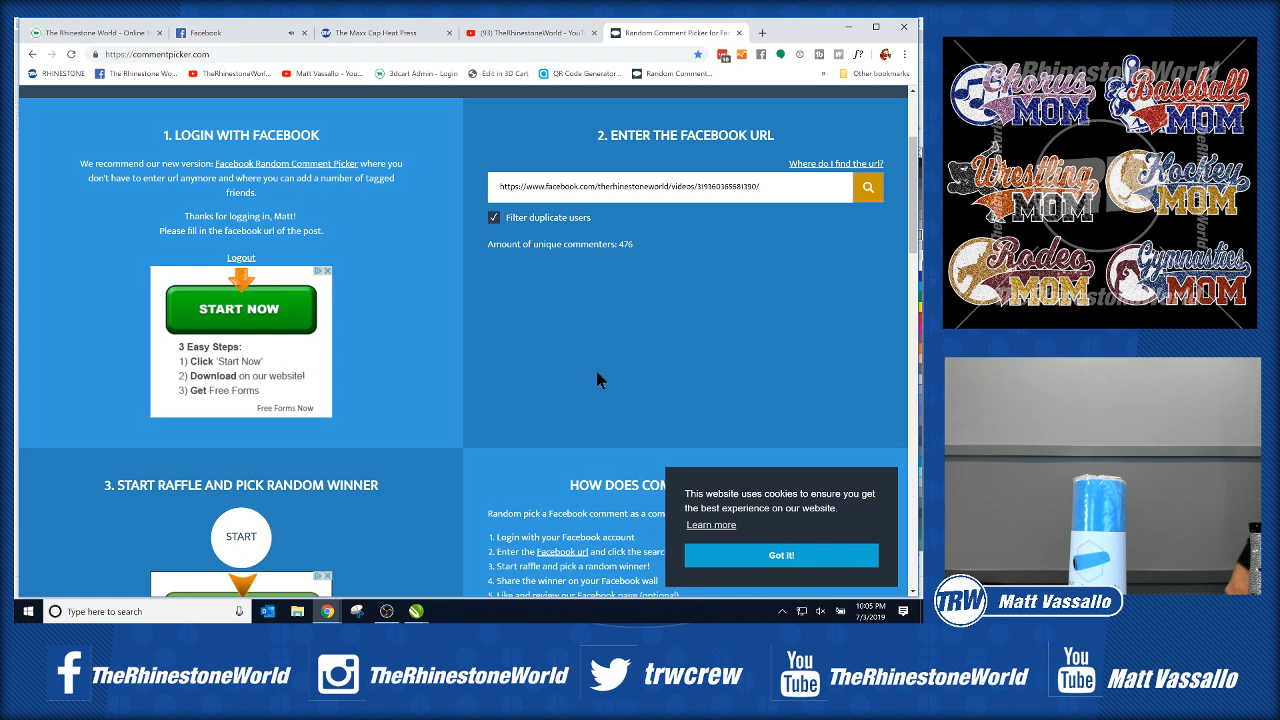 The Rhinestone World - Online S
Facebook
The Maxx Cap Heat Press
(93) TheRhinestoneWorld - YouT
Random Comment Picker for Fac
https://commentpicker.com
RHINESTONE
The Rhinestone Wo...
TheRhinestoneWorl...
Matt Vassallo - You...
3dcart Admin - Login
Edit in 3D Cart
QR Code Generator...
Random Comment...
»
Other bookmarks
1. LOGIN WITH FACEBOOK
We recommend our new version: Facebook Random Comment Picker where you
don't have to enter url anymore and where you can add a number of tagged
friends.
Thanks for logging in, Matt!
Please fill in the facebook url of the post.
Logout
START NOW
3 Easy Steps:
1) Click 'Start Now'
2) Download on our website!
3) Get Free Forms
Free Forms Now
2. ENTER THE FACEBOOK URL
Where do I find the url?
https://www.facebook.com/therhinestoneworld/videos/319360365681390/
Filter duplicate users
Amount of unique commenters: 476
3. START RAFFLE AND PICK RANDOM WINNER
START
HOW DOES COM
Random pick a Facebook comment as a com
1. Login with your Facebook account
2. Enter the Facebook url and click the searc
3. Start raffle and pick a random winner!
4. Share the winner on your Facebook wall
5. Like and review our Facebook page (optional)
This website uses cookies to ensure you get
the best experience on our website.
Learn more
Got it!
Type here to search
10:05 PM
7/3/2019
TheRhinestoneWorld
Chorus
MOM
Baseball
MOM
Wrestling
MOM
Hockey
MOM
Rodeo
MOM
Gymnastics
MOM
TheRhinestoneWorld
TRW
Matt Vassallo
TheRhinestoneWorld
TheRhinestoneWorld
trwcrew
You
Tube
TheRhinestoneWorld
You
Tube
Matt Vassallo